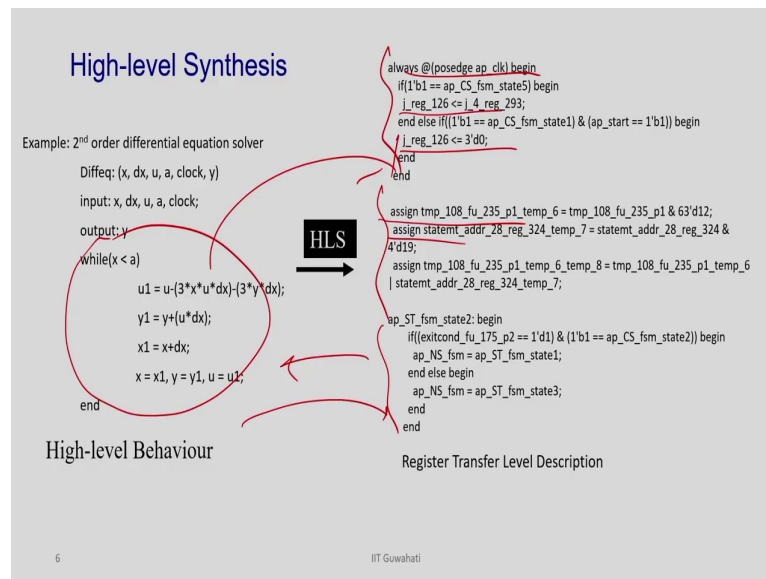 High-level Synthesis
Example: 2nd order differential equation solver
Diffeq: (x, dx, u, a, clock, y)
input: x, dx, u, a, clock;
output: y
while(x < a)
u1 = u-(3*x*u*dx)-(3*y*dx);
y1 = y+(u*dx);
x1 = x+dx;
x = x1, y = y1, u = u1;
end
High-level Behaviour
HLS
always @(posedge ap_clk) begin
if(1'b1 == ap_CS_fsm_state5) begin
j_reg_126 <= j_4_reg_293;
end else if((1'b1 == ap_CS_fsm_state1) & (ap_start == 1'b1)) begin
j_reg_126 <= 3'd0;
end
end
assign tmp_108_fu_235_p1_temp_6 = tmp_108_fu_235_p1 & 63'd12;
assign statemt_addr_28_reg_324_temp_7 = statemt_addr_28_reg_324 &
4'd19;
assign tmp_108_fu_235_p1_temp_6_temp_8 = tmp_108_fu_235_p1_temp_6
| statemt_addr_28_reg_324_temp_7;
ap_ST_fsm_state2: begin
if((exitcond_fu_175_p2 == 1'd1) & (1'b1 == ap_CS_fsm_state2)) begin
ap_NS_fsm = ap_ST_fsm_state1;
end else begin
ap_NS_fsm = ap_ST_fsm_state3;
end
end
Register Transfer Level Description
6
IIT Guwahati